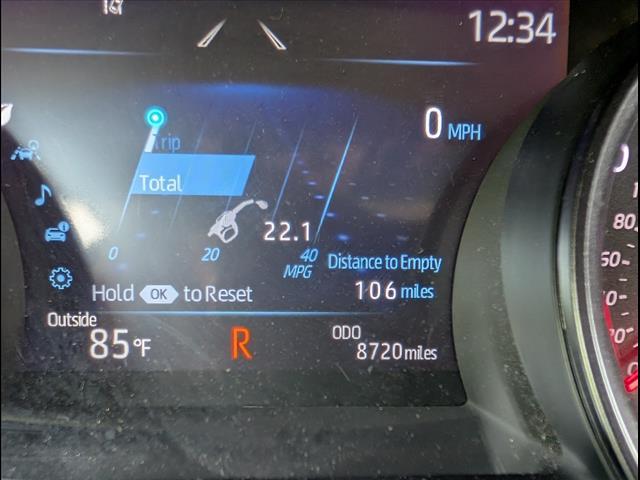 12:34
0 MPH
Trip
Total
22.1
0 20 40
MPG
Distance to Empty
106 miles
Hold OK to Reset
Outside
85°F
R
ODO
8720 miles
80